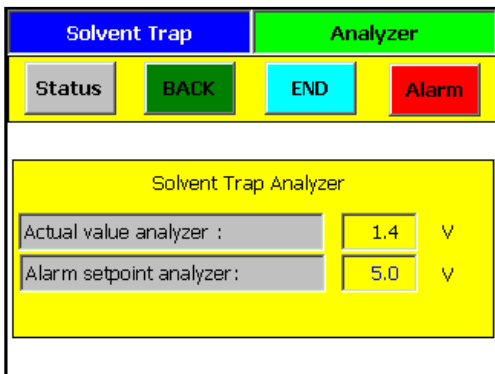 Solvent Trap Analyzer
Status BACK END Alarm
Solvent Trap Analyzer
Actual value analyzer : 1.4 V
Alarm setpoint analyzer: 5.0 V